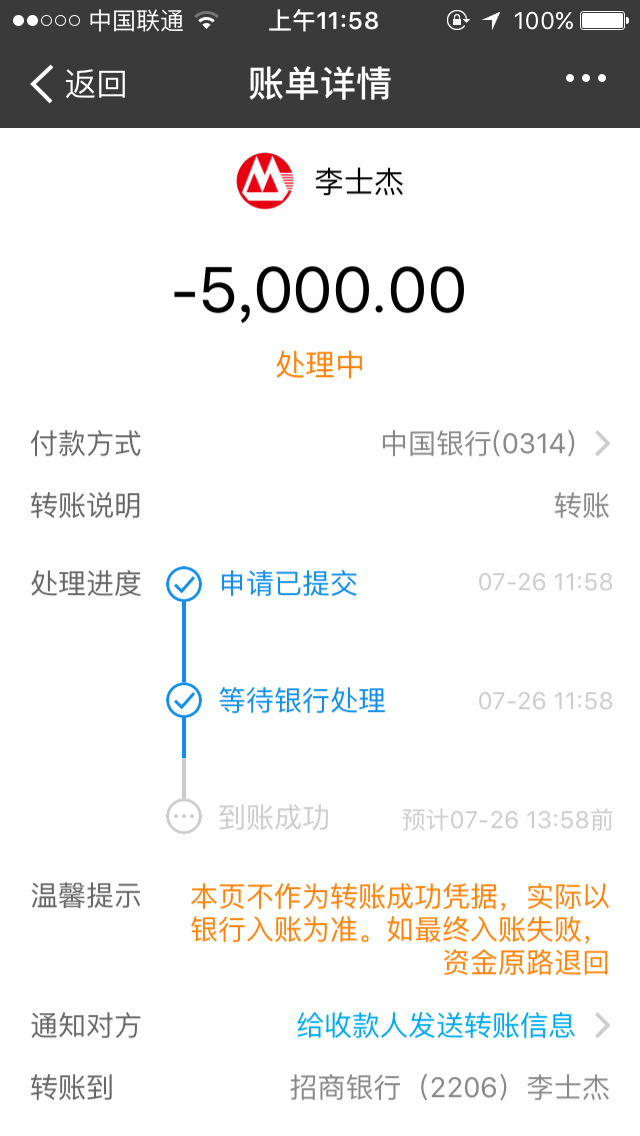 中国联通 上午11:58 100%
返回 账单详情
李士杰
-5,000.00
处理中
付款方式 中国银行(0314)
转账说明 转账
处理进度 申请已提交 07-26 11:58
等待银行处理 07-26 11:58
到账成功 预计07-26 13:58前
温馨提示 本页不作为转账成功凭据，实际以
银行入账为准。如最终入账失败，
资金原路退回
通知对方 给收款人发送转账信息
转账到 招商银行（2206）李士杰